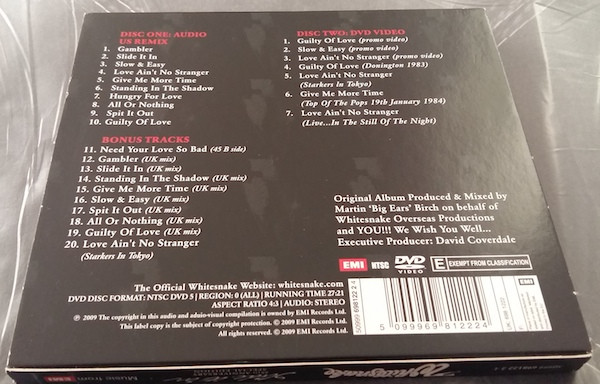 DISC ONE: AUDIO
US REMIX
1. Gambler
2. Slide It In
3. Slow & Easy
4. Love Ain't No Stranger
5. Give Me More Time
6. Standing In The Shadow
7. Hungry For Love
8. All Or Nothing
9. Spit It Out
10. Guilty Of Love
BONUS TRACKS
11. Need Your Love So Bad (45 B side)
12. Gambler (UK mix)
13. Slide It In (UK mix)
14. Standing In The Shadow (UK mix)
15. Give Me More Time (UK mix)
16. Slow & Easy (UK mix)
17. Spit It Out (UK mix)
18. All Or Nothing (UK mix)
19. Guilty Of Love (UK mix)
20. Love Ain't No Stranger
(Starkers In Tokyo)
DISC TWO: DVD VIDEO
1. Guilty Of Love (promo video)
2. Slow & Easy (promo video)
3. Love Ain't No Stranger (promo video)
4. Guilty Of Love (Donington 1983)
5. Love Ain't No Stranger
(Starkers In Tokyo)
6. Give Me More Time
(Top Of The Pops 19th January 1984)
7. Love Ain't No Stranger
(Live...In The Still Of The Night)
Original Album Produced & Mixed by
Martin 'Big Ears' Birch on behalf of
Whitesnake Overseas Productions
and YOU!!! We Wish You Well...
Executive Producer: David Coverdale
EMI NTSC DVD VIDEO E EXEMPT FROM CLASSIFICATION
The Official Whitesnake Website: whitesnake.com
DVD DISC FORMAT: NTSC DVD 5 | REGION: 0 (ALL) | RUNNING TIME 27:21
ASPECT RATIO 4:3 | AUDIO: STEREO
℗ 2009 The copyright in this audio and aduio-visual compilation is owned by EMI Records Ltd.
This label copy is the subject of copyright protection. © 2009 EMI Records Ltd.
All rights reserved. © 2009 EMI Records Ltd.
50999 698122 2 4
5 099969 812224
EMI
Whitesnake
EMI Music from